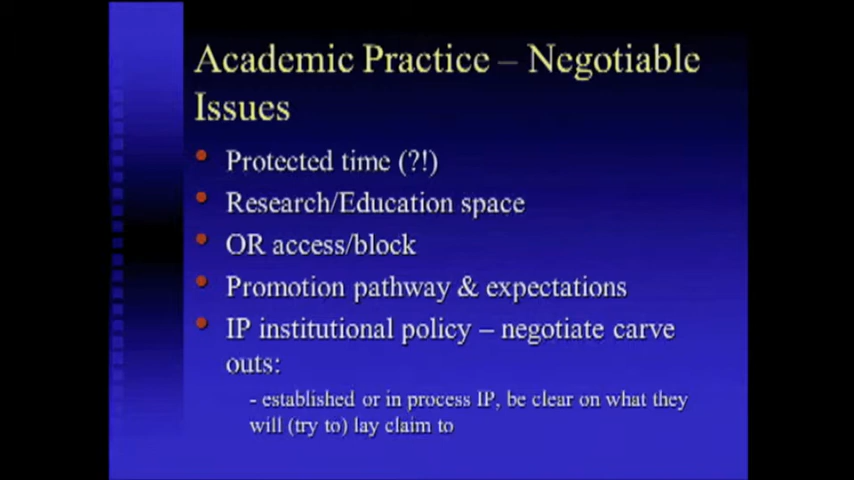 Academic Practice – Negotiable
Issues
Protected time (?!)
Research/Education space
OR access/block
Promotion pathway & expectations
IP institutional policy – negotiate carve
outs:
- established or in process IP, be clear on what they
will (try to) lay claim to